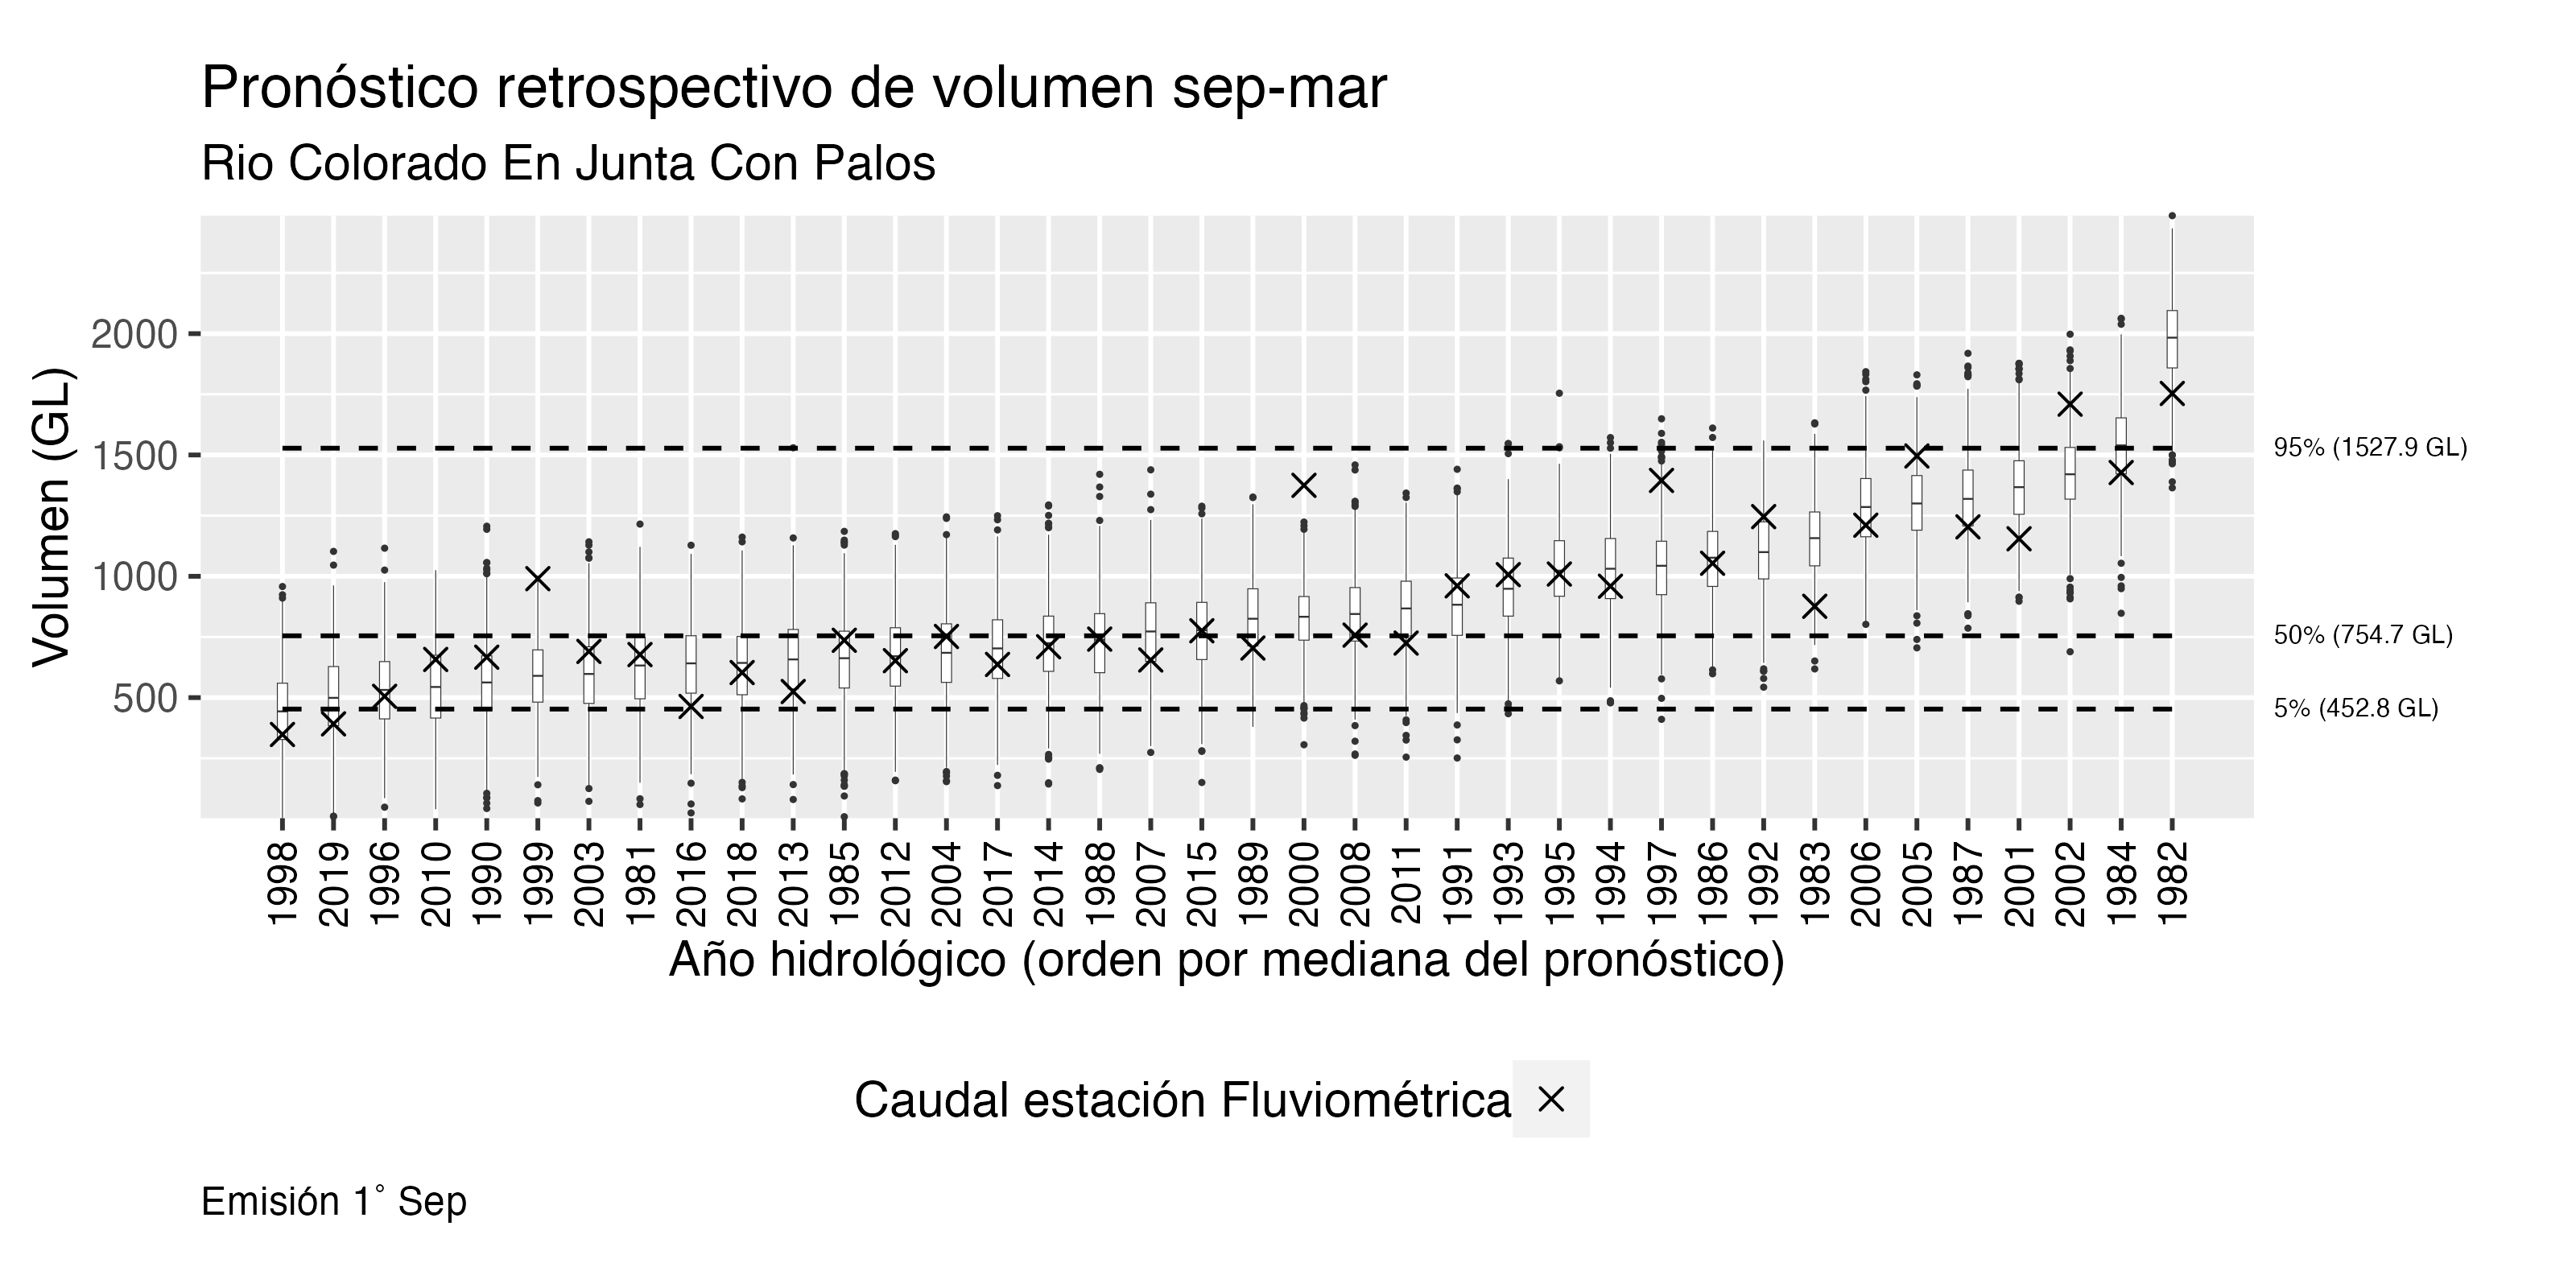 Pronóstico retrospectivo de volumen sep-mar
Rio Colorado En Junta Con Palos
Volumen (GL)
2000
1500
1000
500
95% (1527.9 GL)
50% (754.7 GL)
5% (452.8 GL)
1998 2019 1996 2010 1990 1999 2003 1981 2016 2018 2013 1985 2012 2004 2017 2014 1988 2007 2015 1989 2000 2008 2011 1991 1993 1995 1994 1997 1986 1992 1983 2006 2005 1987 2001 2002 1984 1982
Año hidrológico (orden por mediana del pronóstico)
Caudal estación Fluviométrica
Emisión 1° Sep